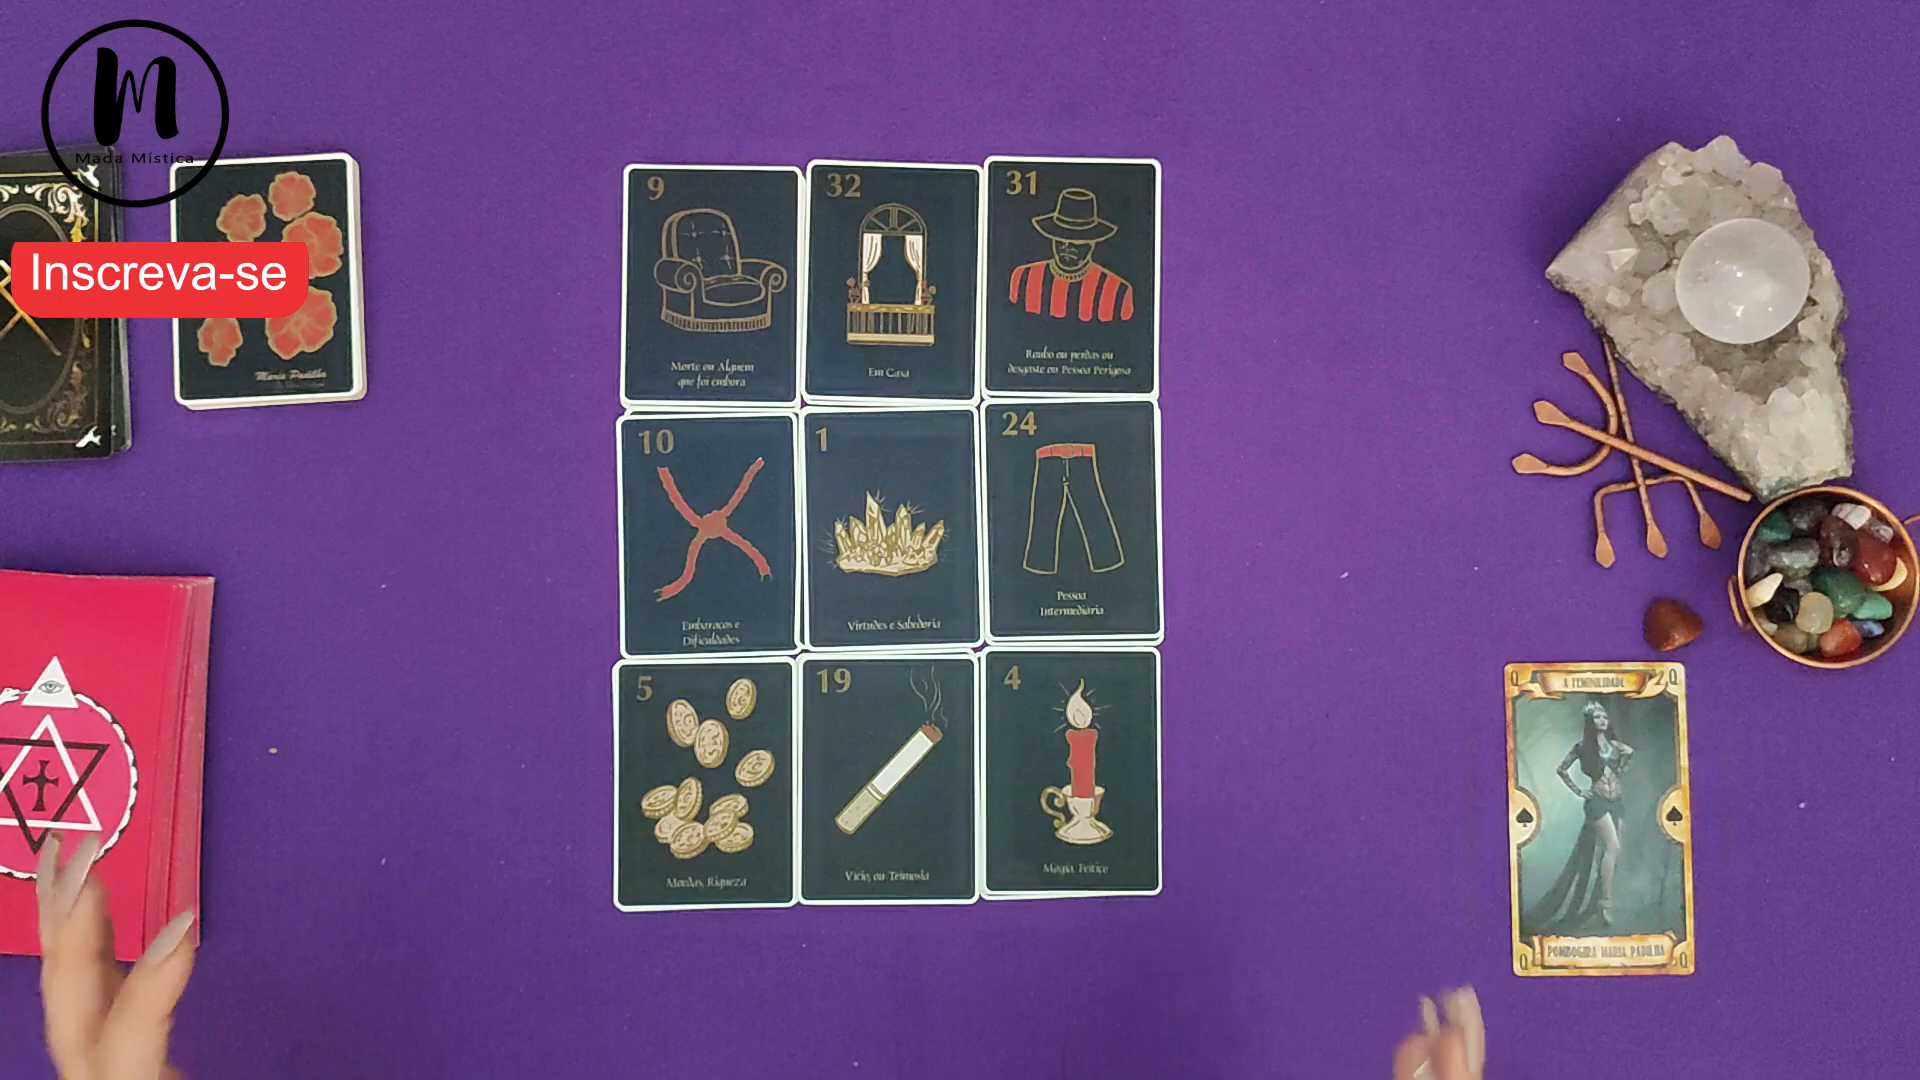 Mada Mística
Inscreva-se
Maria Padilha
9
Morte ou Alguém
que foi embora
32
Em Casa
31
Roubo ou perdas ou
desgaste ou Pessoa Perigosa
10
Embaraços e
Dificuldades
1
Virtudes e Sabedoria
24
Pessoa
Intermediária
5
Moedas, Riqueza
19
Vício, ou Teimosia
4
Magia, Feitiço
Q
A FEMINILIDADE
Q
POMBOGIRA MARIA PADILHA
Q
Q